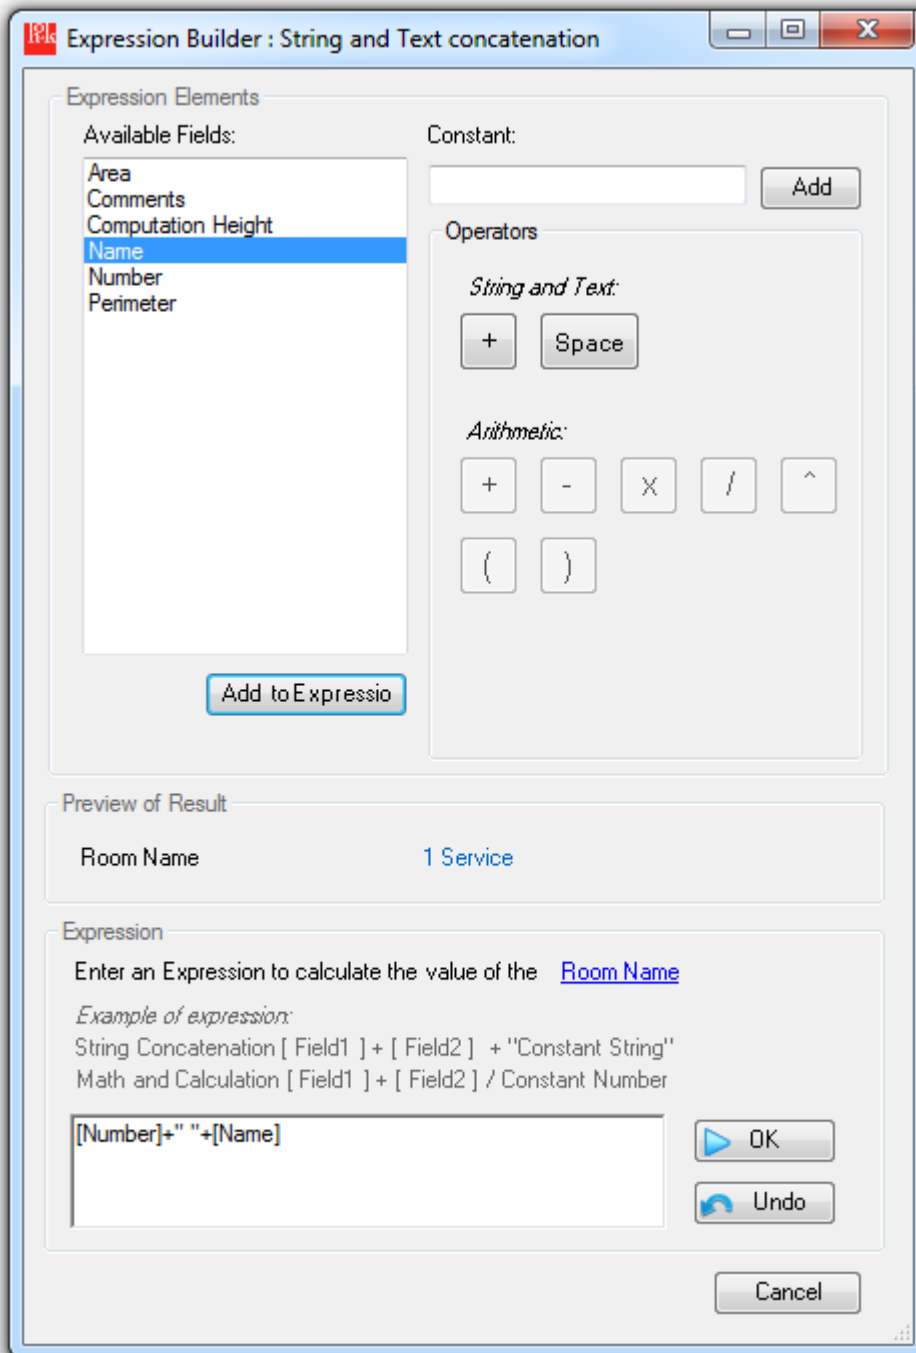 Expression Builder : String and Text concatenation
Expression Elements
Available Fields:
Constant:
Area
Comments
Computation Height
Name
Number
Perimeter
Add
Operators
String and Text:
+ Space
Arithmetic:
+ - x / ^
( )
Add to Expressio
Preview of Result
Room Name 1 Service
Expression
Enter an Expression to calculate the value of the Room Name
Example of expression:
String Concatenation [ Field1 ] + [ Field2 ] + "Constant String"
Math and Calculation [ Field1 ] + [ Field2 ] / Constant Number
[Number]+" "+[Name]
OK
Undo
Cancel